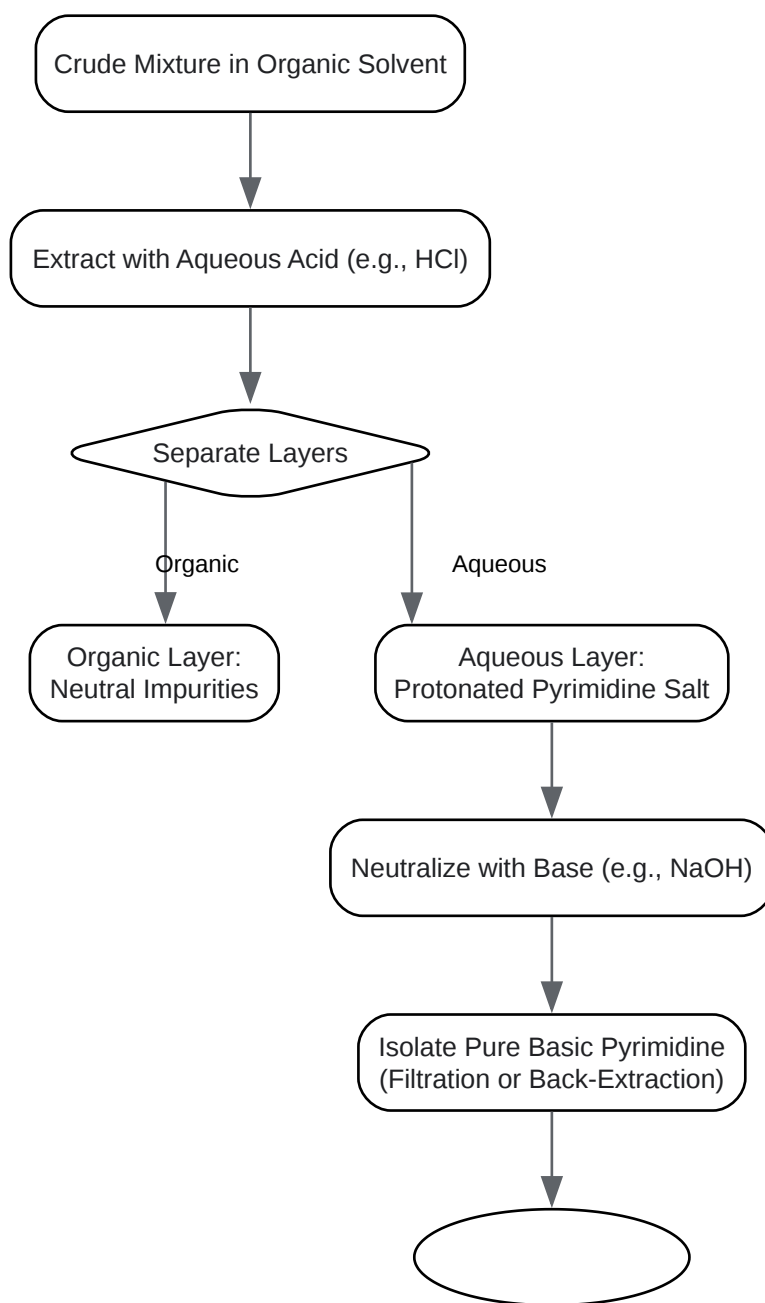 Crude Mixture in Organic Solvent
Extract with Aqueous Acid (e.g., HCl)
Separate Layers
Organic
Aqueous
Organic Layer:
Neutral Impurities
Aqueous Layer:
Protonated Pyrimidine Salt
Neutralize with Base (e.g., NaOH)
Isolate Pure Basic Pyrimidine
(Filtration or Back-Extraction)